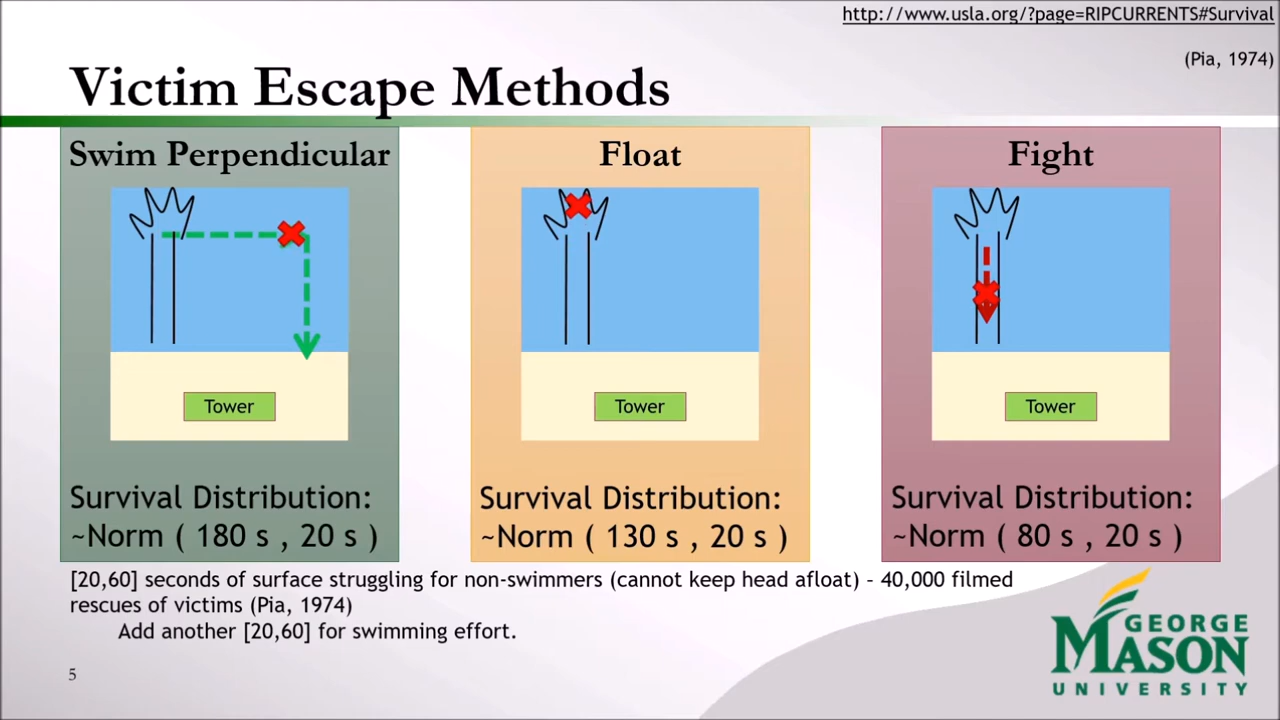 http://www.usla.org/?page=RIPCURRENTS#Survival
(Pia, 1974)
Victim Escape Methods
Swim Perpendicular
Tower
Survival Distribution:
~Norm ( 180 s , 20 s )
Float
Tower
Survival Distribution:
~Norm ( 130 s , 20 s )
Fight
Tower
Survival Distribution:
~Norm ( 80 s , 20 s )
[20,60] seconds of surface struggling for non-swimmers (cannot keep head afloat) – 40,000 filmed
rescues of victims (Pia, 1974)
Add another [20,60] for swimming effort.
5
GEORGE
MASON
UNIVERSITY